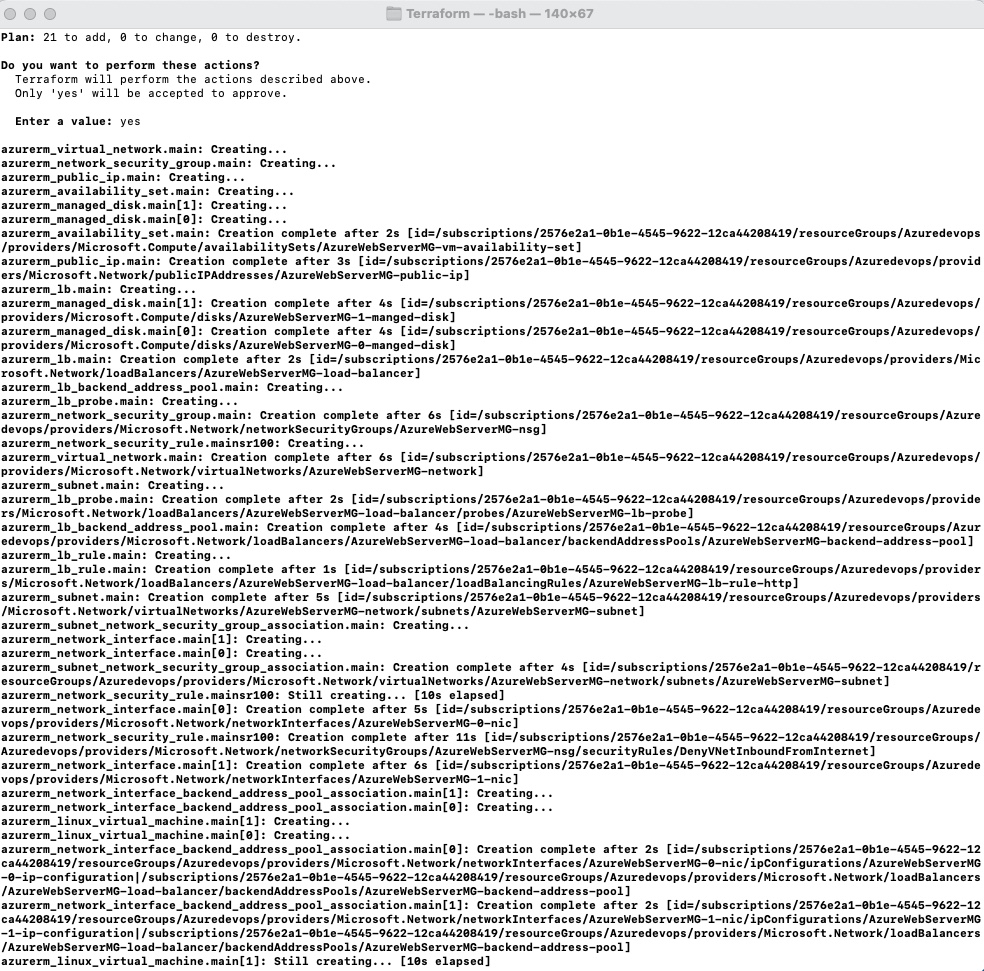 Terraform — -bash — 140×67
Plan: 21 to add, 0 to change, 0 to destroy.
Do you want to perform these actions?
  Terraform will perform the actions described above.
  Only 'yes' will be accepted to approve.
  Enter a value: yes
azurerm_virtual_network.main: Creating...
azurerm_network_security_group.main: Creating...
azurerm_public_ip.main: Creating...
azurerm_availability_set.main: Creating...
azurerm_managed_disk.main[1]: Creating...
azurerm_managed_disk.main[0]: Creating...
azurerm_availability_set.main: Creation complete after 2s [id=/subscriptions/2576e2a1-0b1e-4545-9622-12ca44208419/resourceGroups/Azuredevops
/providers/Microsoft.Compute/availabilitySets/AzureWebServerMG-vm-availability-set]
azurerm_public_ip.main: Creation complete after 3s [id=/subscriptions/2576e2a1-0b1e-4545-9622-12ca44208419/resourceGroups/Azuredevops/provid
ers/Microsoft.Network/publicIPAddresses/AzureWebServerMG-public-ip]
azurerm_lb.main: Creating...
azurerm_managed_disk.main[1]: Creation complete after 4s [id=/subscriptions/2576e2a1-0b1e-4545-9622-12ca44208419/resourceGroups/Azuredevops/
providers/Microsoft.Compute/disks/AzureWebServerMG-1-manged-disk]
azurerm_managed_disk.main[0]: Creation complete after 4s [id=/subscriptions/2576e2a1-0b1e-4545-9622-12ca44208419/resourceGroups/Azuredevops/
providers/Microsoft.Compute/disks/AzureWebServerMG-0-manged-disk]
azurerm_lb.main: Creation complete after 2s [id=/subscriptions/2576e2a1-0b1e-4545-9622-12ca44208419/resourceGroups/Azuredevops/providers/Mic
rosoft.Network/loadBalancers/AzureWebServerMG-load-balancer]
azurerm_lb_backend_address_pool.main: Creating...
azurerm_lb_probe.main: Creating...
azurerm_network_security_group.main: Creation complete after 6s [id=/subscriptions/2576e2a1-0b1e-4545-9622-12ca44208419/resourceGroups/Azure
devops/providers/Microsoft.Network/networkSecurityGroups/AzureWebServerMG-nsg]
azurerm_network_security_rule.mainsr100: Creating...
azurerm_virtual_network.main: Creation complete after 6s [id=/subscriptions/2576e2a1-0b1e-4545-9622-12ca44208419/resourceGroups/Azuredevops/
providers/Microsoft.Network/virtualNetworks/AzureWebServerMG-network]
azurerm_subnet.main: Creating...
azurerm_lb_probe.main: Creation complete after 2s [id=/subscriptions/2576e2a1-0b1e-4545-9622-12ca44208419/resourceGroups/Azuredevops/provide
rs/Microsoft.Network/loadBalancers/AzureWebServerMG-load-balancer/probes/AzureWebServerMG-lb-probe]
azurerm_lb_backend_address_pool.main: Creation complete after 4s [id=/subscriptions/2576e2a1-0b1e-4545-9622-12ca44208419/resourceGroups/Azur
edevops/providers/Microsoft.Network/loadBalancers/AzureWebServerMG-load-balancer/backendAddressPools/AzureWebServerMG-backend-address-pool]
azurerm_lb_rule.main: Creating...
azurerm_lb_rule.main: Creation complete after 1s [id=/subscriptions/2576e2a1-0b1e-4545-9622-12ca44208419/resourceGroups/Azuredevops/provider
s/Microsoft.Network/loadBalancers/AzureWebServerMG-load-balancer/loadBalancingRules/AzureWebServerMG-lb-rule-http]
azurerm_subnet.main: Creation complete after 5s [id=/subscriptions/2576e2a1-0b1e-4545-9622-12ca44208419/resourceGroups/Azuredevops/providers
/Microsoft.Network/virtualNetworks/AzureWebServerMG-network/subnets/AzureWebServerMG-subnet]
azurerm_subnet_network_security_group_association.main: Creating...
azurerm_network_interface.main[1]: Creating...
azurerm_network_interface.main[0]: Creating...
azurerm_subnet_network_security_group_association.main: Creation complete after 4s [id=/subscriptions/2576e2a1-0b1e-4545-9622-12ca44208419/r
esourceGroups/Azuredevops/providers/Microsoft.Network/virtualNetworks/AzureWebServerMG-network/subnets/AzureWebServerMG-subnet]
azurerm_network_security_rule.mainsr100: Still creating... [10s elapsed]
azurerm_network_interface.main[0]: Creation complete after 5s [id=/subscriptions/2576e2a1-0b1e-4545-9622-12ca44208419/resourceGroups/Azurede
vops/providers/Microsoft.Network/networkInterfaces/AzureWebServerMG-0-nic]
azurerm_network_security_rule.mainsr100: Creation complete after 11s [id=/subscriptions/2576e2a1-0b1e-4545-9622-12ca44208419/resourceGroups/
Azuredevops/providers/Microsoft.Network/networkSecurityGroups/AzureWebServerMG-nsg/securityRules/DenyVNetInboundFromInternet]
azurerm_network_interface.main[1]: Creation complete after 6s [id=/subscriptions/2576e2a1-0b1e-4545-9622-12ca44208419/resourceGroups/Azurede
vops/providers/Microsoft.Network/networkInterfaces/AzureWebServerMG-1-nic]
azurerm_network_interface_backend_address_pool_association.main[1]: Creating...
azurerm_network_interface_backend_address_pool_association.main[0]: Creating...
azurerm_linux_virtual_machine.main[1]: Creating...
azurerm_linux_virtual_machine.main[0]: Creating...
azurerm_network_interface_backend_address_pool_association.main[0]: Creation complete after 2s [id=/subscriptions/2576e2a1-0b1e-4545-9622-12
ca44208419/resourceGroups/Azuredevops/providers/Microsoft.Network/networkInterfaces/AzureWebServerMG-0-nic/ipConfigurations/AzureWebServerMG
-0-ip-configuration|/subscriptions/2576e2a1-0b1e-4545-9622-12ca44208419/resourceGroups/Azuredevops/providers/Microsoft.Network/loadBalancers
/AzureWebServerMG-load-balancer/backendAddressPools/AzureWebServerMG-backend-address-pool]
azurerm_network_interface_backend_address_pool_association.main[1]: Creation complete after 2s [id=/subscriptions/2576e2a1-0b1e-4545-9622-12
ca44208419/resourceGroups/Azuredevops/providers/Microsoft.Network/networkInterfaces/AzureWebServerMG-1-nic/ipConfigurations/AzureWebServerMG
-1-ip-configuration|/subscriptions/2576e2a1-0b1e-4545-9622-12ca44208419/resourceGroups/Azuredevops/providers/Microsoft.Network/loadBalancers
/AzureWebServerMG-load-balancer/backendAddressPools/AzureWebServerMG-backend-address-pool]
azurerm_linux_virtual_machine.main[1]: Still creating... [10s elapsed]